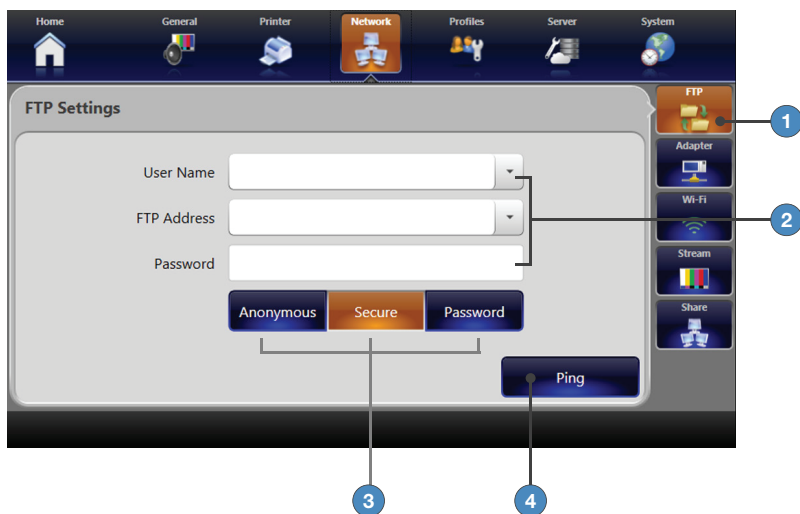 Home General Printer Network Profiles Server System
FTP Settings
FTP
1
Adapter
User Name
Wi-Fi
FTP Address
2
Password
Stream
Anonymous Secure Password
Share
Ping
3
4